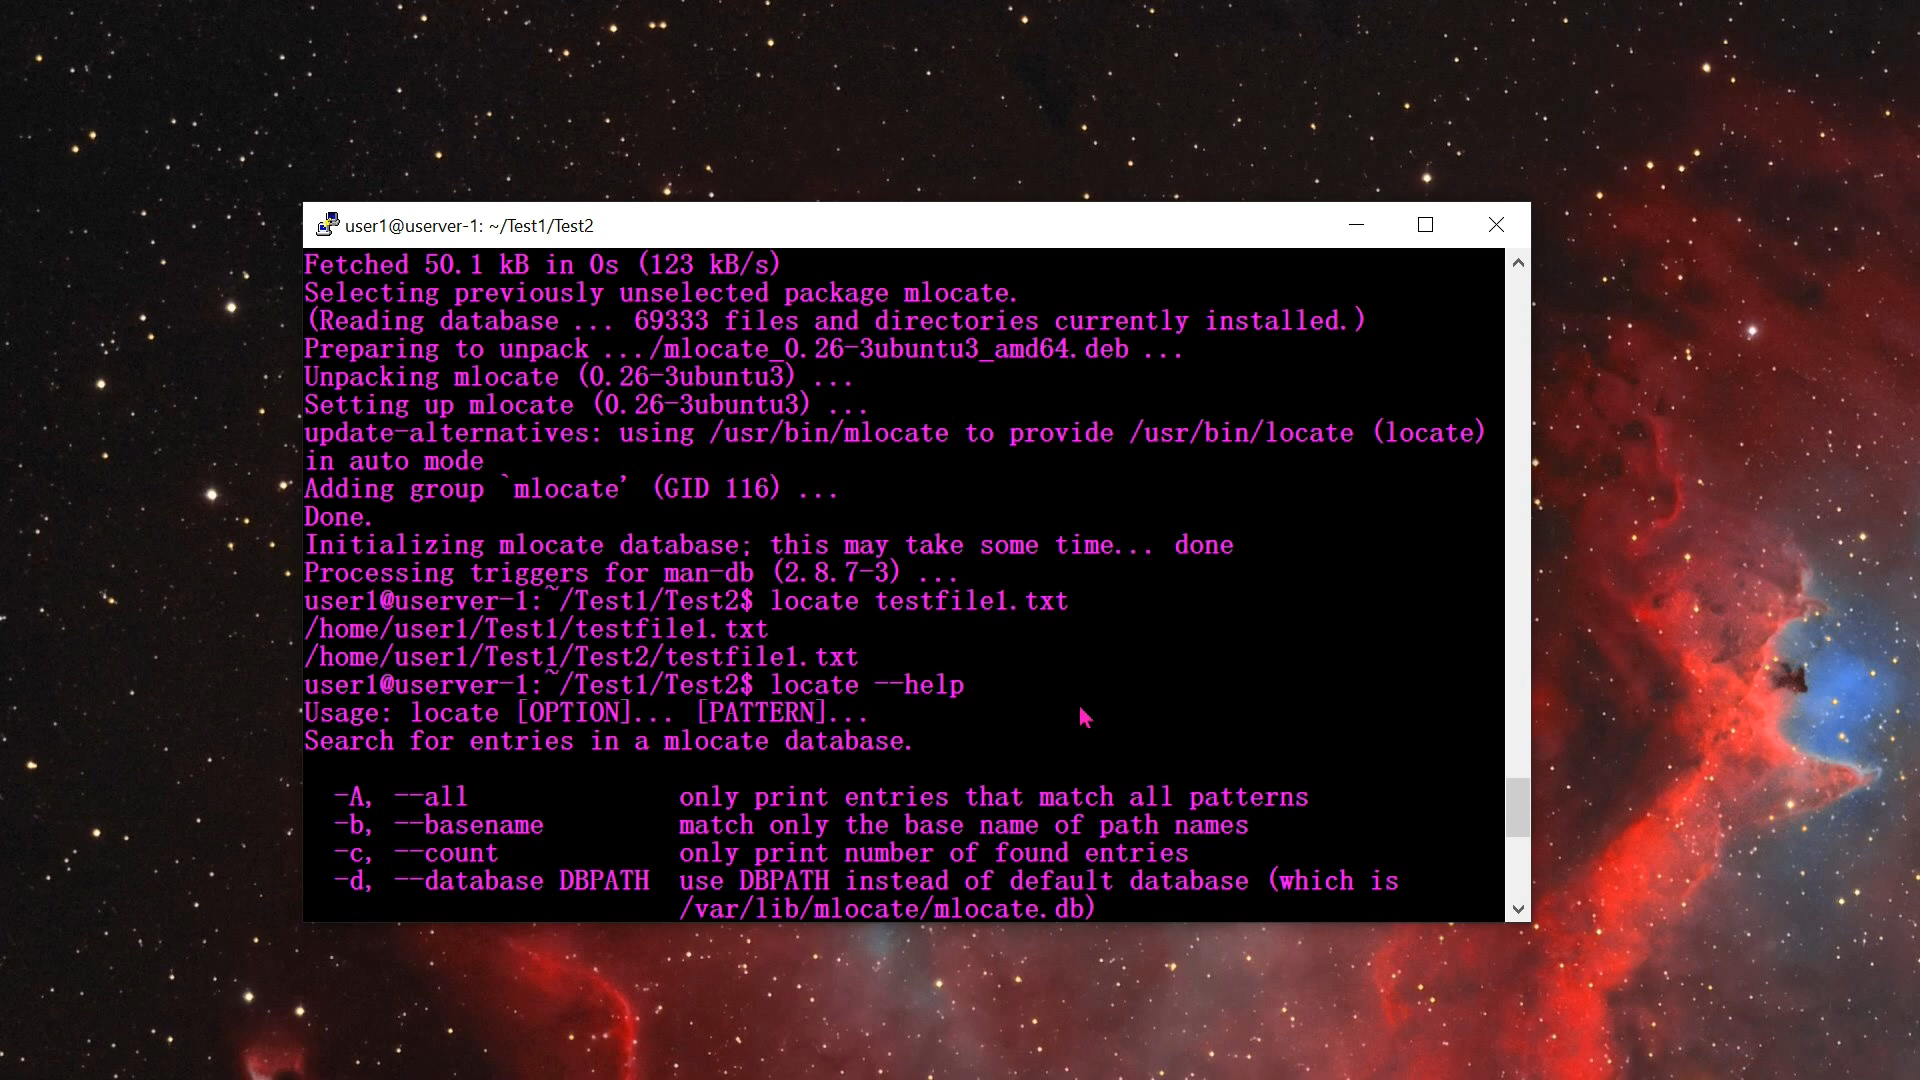 user1@userver-1: ~/Test1/Test2
Fetched 50.1 kB in 0s (123 kB/s)
Selecting previously unselected package mlocate.
(Reading database ... 69333 files and directories currently installed.)
Preparing to unpack .../mlocate_0.26-3ubuntu3_amd64.deb ...
Unpacking mlocate (0.26-3ubuntu3) ...
Setting up mlocate (0.26-3ubuntu3) ...
update-alternatives: using /usr/bin/mlocate to provide /usr/bin/locate (locate)
in auto mode
Adding group `mlocate' (GID 116) ...
Done.
Initializing mlocate database; this may take some time... done
Processing triggers for man-db (2.8.7-3) ...
user1@userver-1:~/Test1/Test2$ locate testfile1.txt
/home/user1/Test1/testfile1.txt
/home/user1/Test1/Test2/testfile1.txt
user1@userver-1:~/Test1/Test2$ locate --help
Usage: locate [OPTION]... [PATTERN]...
Search for entries in a mlocate database.
-A, --all only print entries that match all patterns
-b, --basename match only the base name of path names
-c, --count only print number of found entries
-d, --database DBPATH use DBPATH instead of default database (which is
/var/lib/mlocate/mlocate.db)